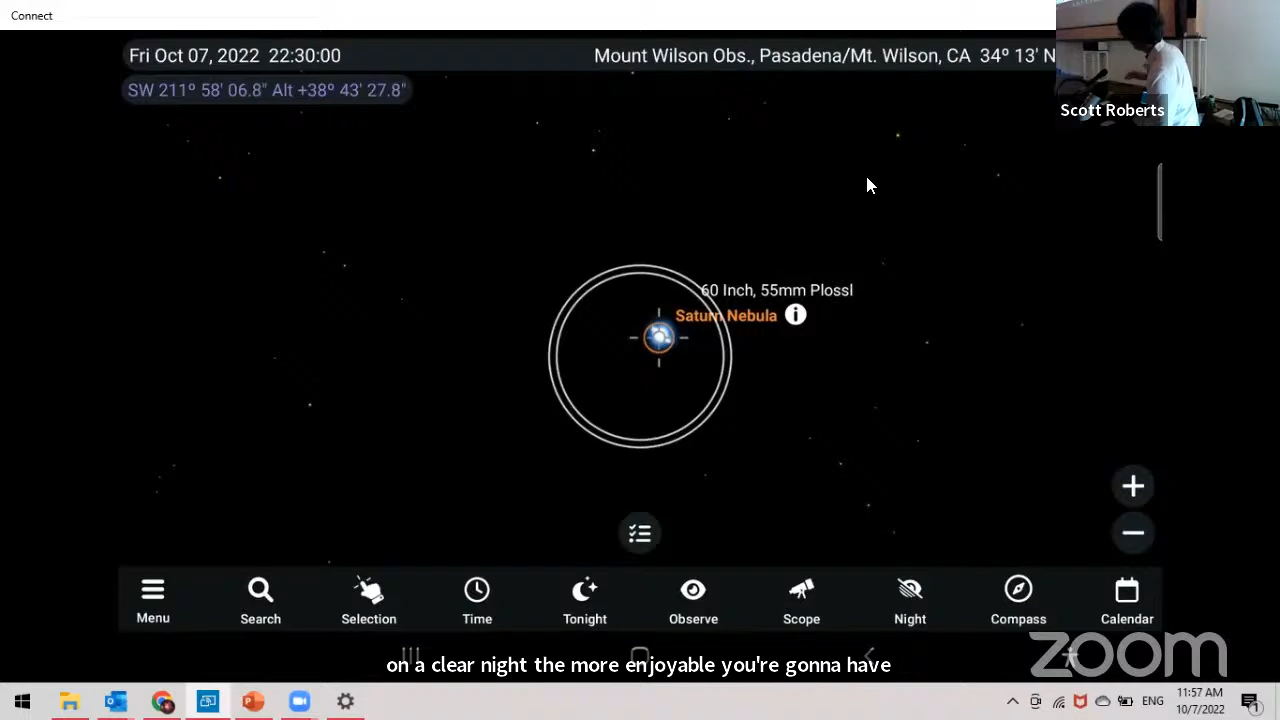 Connect
Fri Oct 07, 2022 22:30:00
Mount Wilson Obs., Pasadena/Mt. Wilson, CA 34º 13' N
SW 211º 58' 06.8" Alt +38º 43' 27.8"
Scott Roberts
60 Inch, 55mm Plossl
Saturn Nebula
Menu
Search
Selection
Time
Tonight
Observe
Scope
Night
Compass
Calendar
on a clear night the more enjoyable you're gonna have
zoom
ENG
11:57 AM
10/7/2022